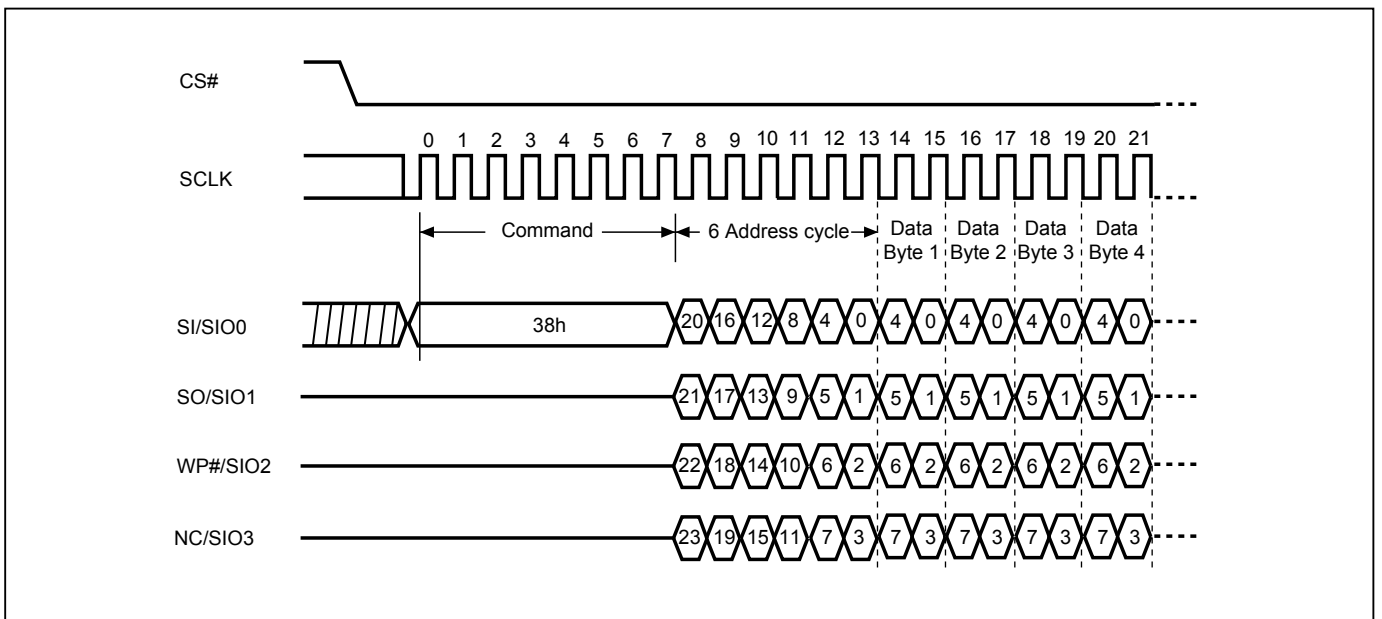 CS#
0 1 2 3 4 5 6 7 8 9 10 11 12 13 14 15 16 17 18 19 20 21
SCLK
Command 6 Address cycle Data Byte 1 Data Byte 2 Data Byte 3 Data Byte 4
SI/SIO0 38h 20 16 12 8 4 0 4 0 4 0 4 0 4 0
SO/SIO1 21 17 13 9 5 1 5 1 5 1 5 1 5 1
WP#/SIO2 22 18 14 10 6 2 6 2 6 2 6 2 6 2
NC/SIO3 23 19 15 11 7 3 7 3 7 3 7 3 7 3